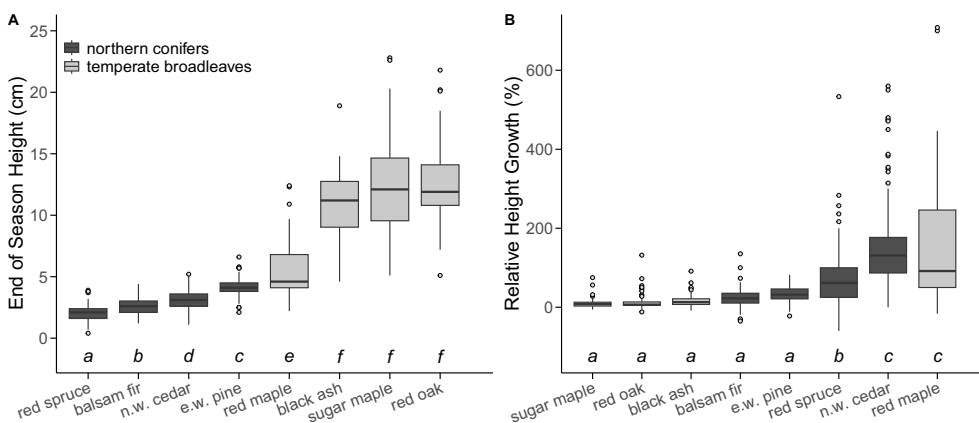 A
25
20
15
10
5
0
End of Season Height (cm)
northern conifers
temperate broadleaves
a b d c e f f f
red spruce balsam fir n.w. cedar e.w. pine red maple black ash sugar maple red oak
B
600
400
200
0
Relative Height Growth (%)
a a a a a b c c
sugar maple red oak black ash balsam fir e.w. pine red spruce n.w. cedar red maple